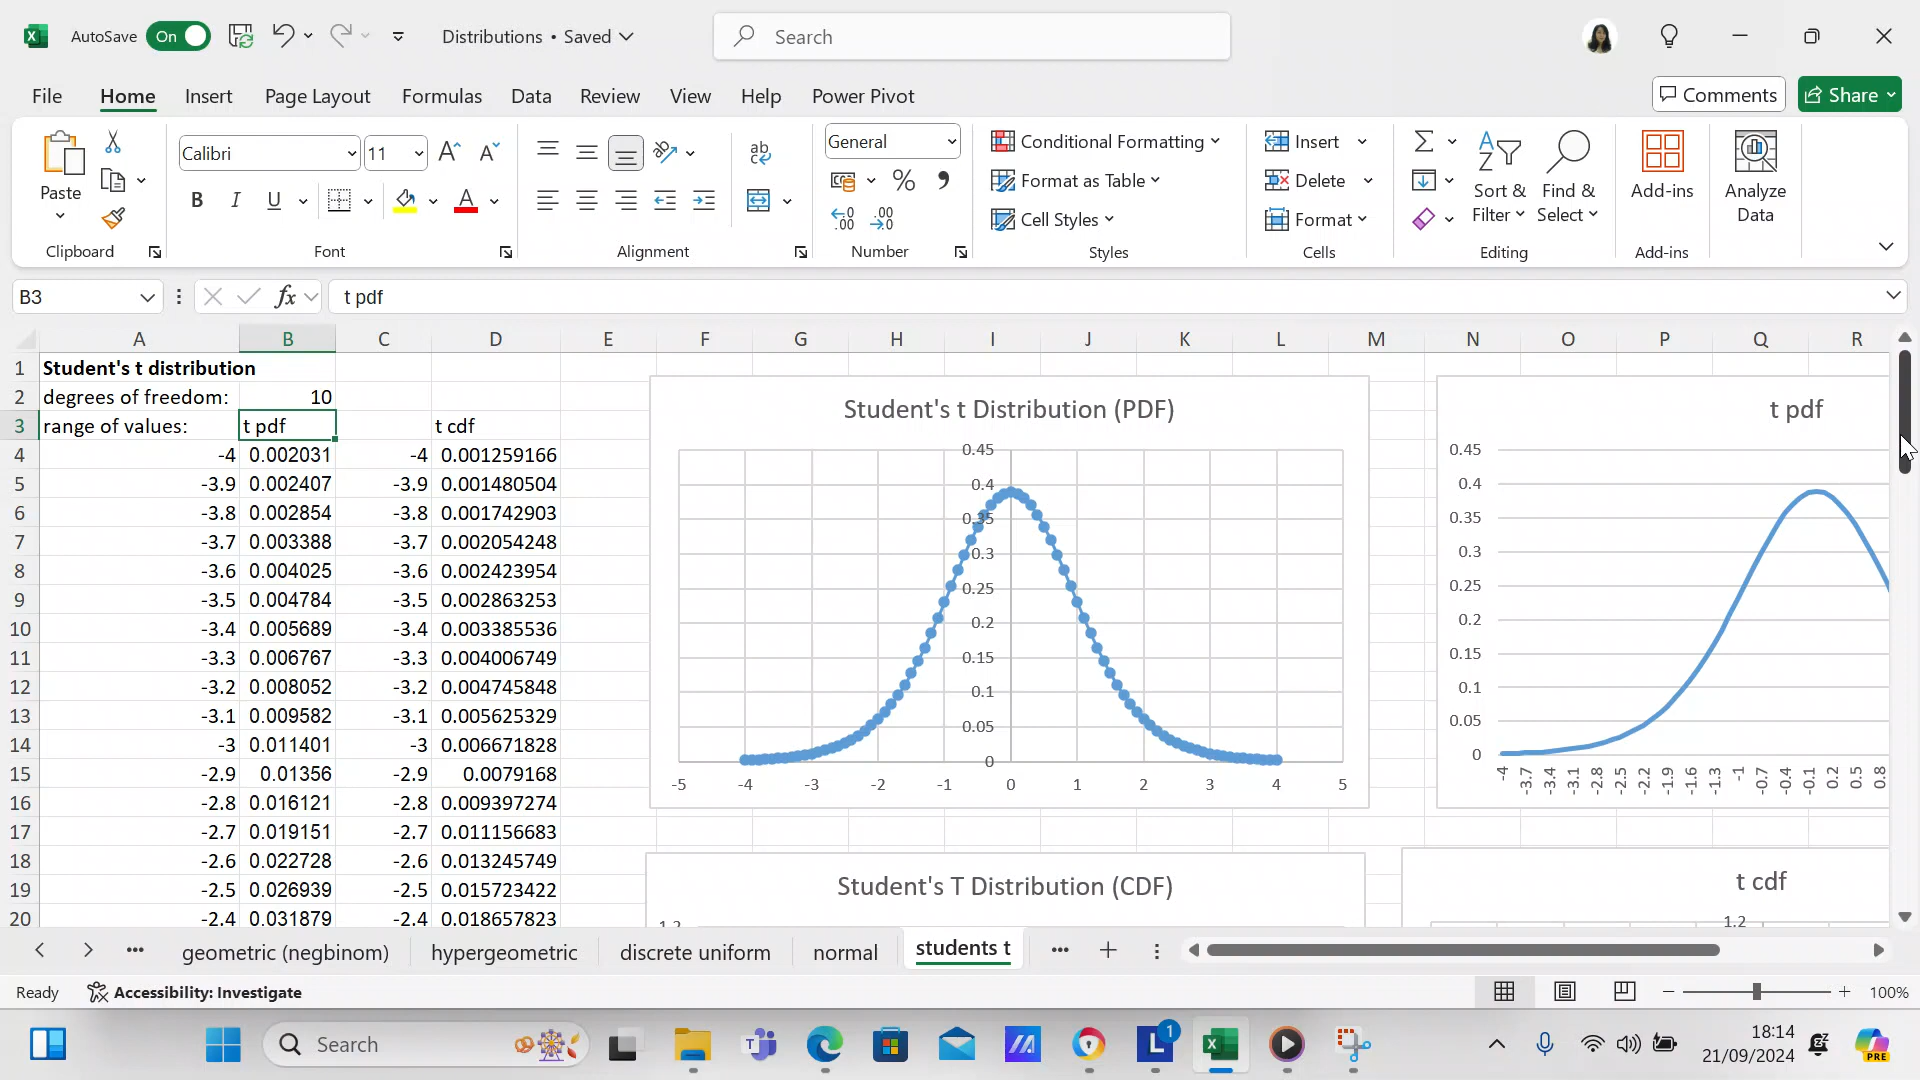 AutoSave On Distributions • Saved Search
File Home Insert Page Layout Formulas Data Review View Help Power Pivot Comments Share
Paste Calibri 11 General Conditional Formatting Insert
B I U A Format as Table Delete Sort & Filter Find & Select Add-ins Analyze Data
Cell Styles Format
Clipboard Font Alignment Number Styles Cells Editing Add-ins
B3 fx t pdf
A B C D E F G H I J K L M N O P Q R
1 Student's t distribution
2 degrees of freedom: 10
3 range of values: t pdf t cdf
4 -4 0.002031 -4 0.001259166
5 -3.9 0.002407 -3.9 0.001480504
6 -3.8 0.002854 -3.8 0.001742903
7 -3.7 0.003388 -3.7 0.002054248
8 -3.6 0.004025 -3.6 0.002423954
9 -3.5 0.004784 -3.5 0.002863253
10 -3.4 0.005689 -3.4 0.003385536
11 -3.3 0.006767 -3.3 0.004006749
12 -3.2 0.008052 -3.2 0.004745848
13 -3.1 0.009582 -3.1 0.005625329
14 -3 0.011401 -3 0.006671828
15 -2.9 0.01356 -2.9 0.0079168
16 -2.8 0.016121 -2.8 0.009397274
17 -2.7 0.019151 -2.7 0.011156683
18 -2.6 0.022728 -2.6 0.013245749
19 -2.5 0.026939 -2.5 0.015723422
20 -2.4 0.031879 -2.4 0.018657823
Student's t Distribution (PDF)
0.45
0.4
0.35
0.3
0.25
0.2
0.15
0.1
0.05
0
-5 -4 -3 -2 -1 0 1 2 3 4 5
t pdf
0.45
0.4
0.35
0.3
0.25
0.2
0.15
0.1
0.05
0
-4 -3.7 -3.4 -3.1 -2.8 -2.5 -2.2 -1.9 -1.6 -1.3 -1 -0.7 -0.4 -0.1 0.2 0.5 0.8
Student's T Distribution (CDF)
1.2
t cdf
1.2
geometric (negbinom) hypergeometric discrete uniform normal students t
Ready Accessibility: Investigate 100%
Search 1 18:14
21/09/2024 PRE